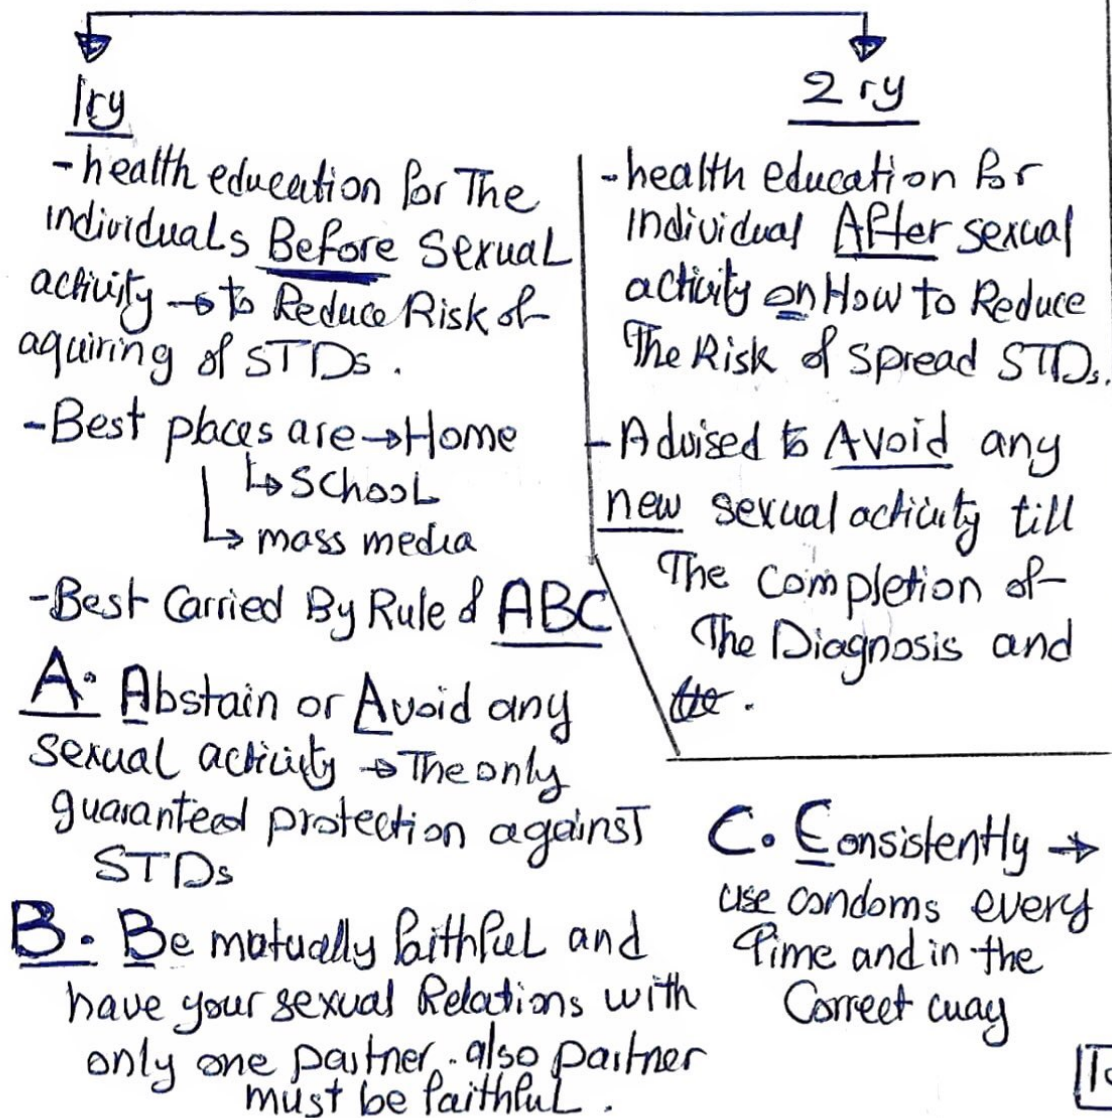 1ry
-health education for The
individuals Before sexual
activity → to Reduce Risk of
aquiring of STDs.
-Best places are → Home
↳ SchooL
↳ mass media
-Best Carried By Rule of ABC
A. Abstain or Avoid any
sexual activity → The only
guaranteed protection against
STDs
B. Be mutually faithfuL and
have your sexual Relations with
only one partner. also partner
must be faithfuL.
2ry
-health education for
individual After sexual
activity on How to Reduce
The Risk of spread STDs.
-Advised to Avoid any
new sexual activity till
The completion of
The Diagnosis and
C. Consistently →
use condoms every
Time and in the
Correct way